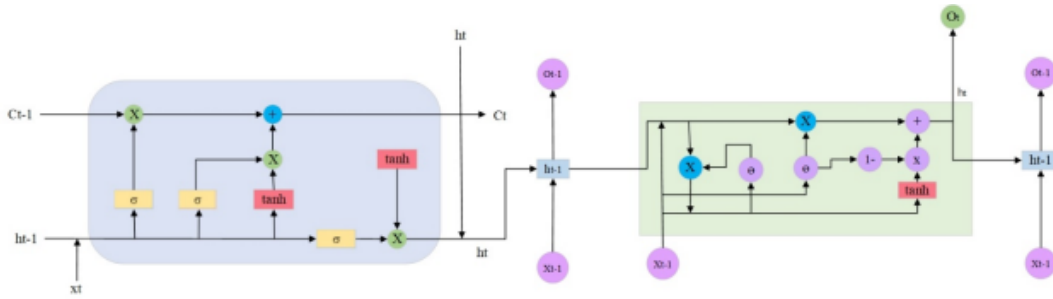 ht
Ct-1
X
+
Ct
X
tanh
σ
σ
tanh
ht-1
σ
X
ht
xt
Ot-1
ht-1
Xt-1
Ot
ht
X
+
X
ɵ
ɵ
1-
x
tanh
Xt-1
Ot-1
ht-1
Xt-1